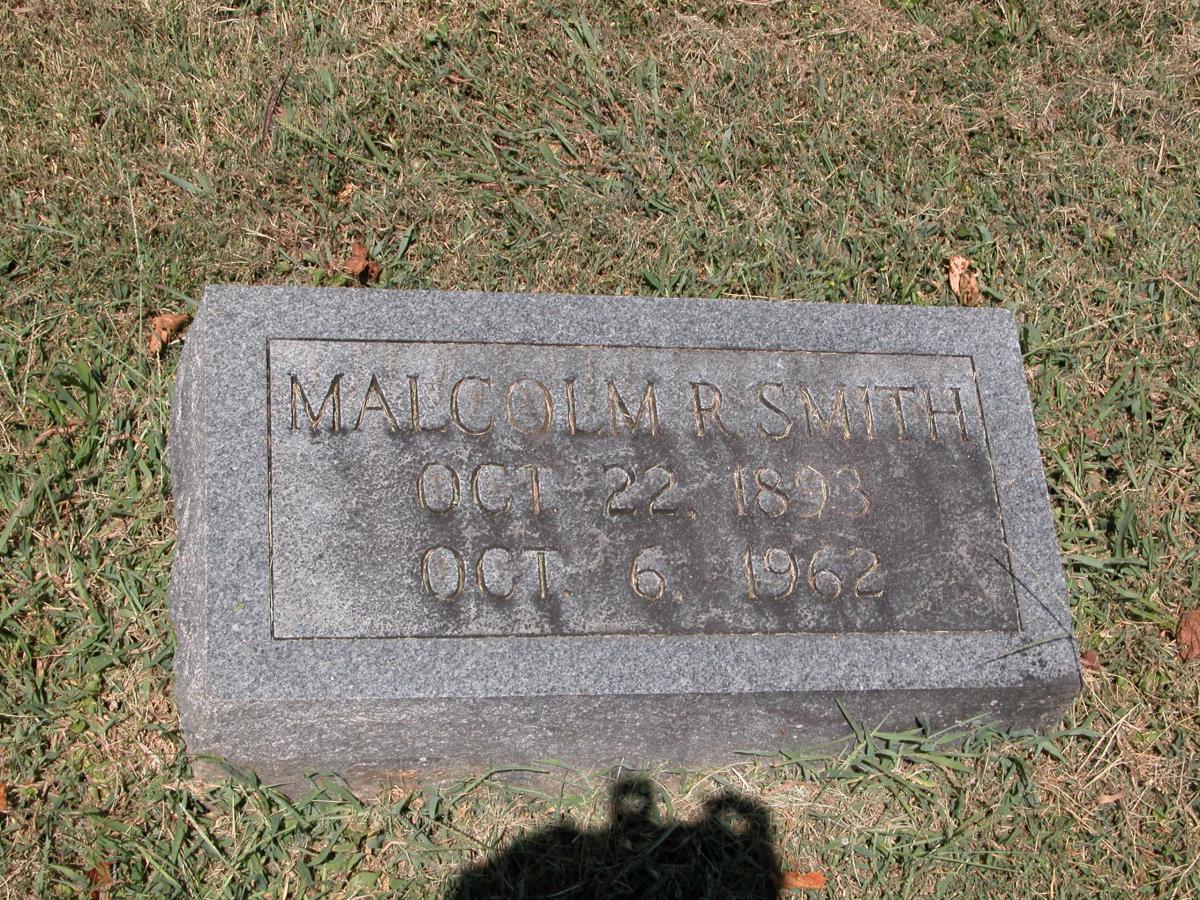 MALCOLM R. SMITH
OCT. 22, 1893
OCT. 6, 1962